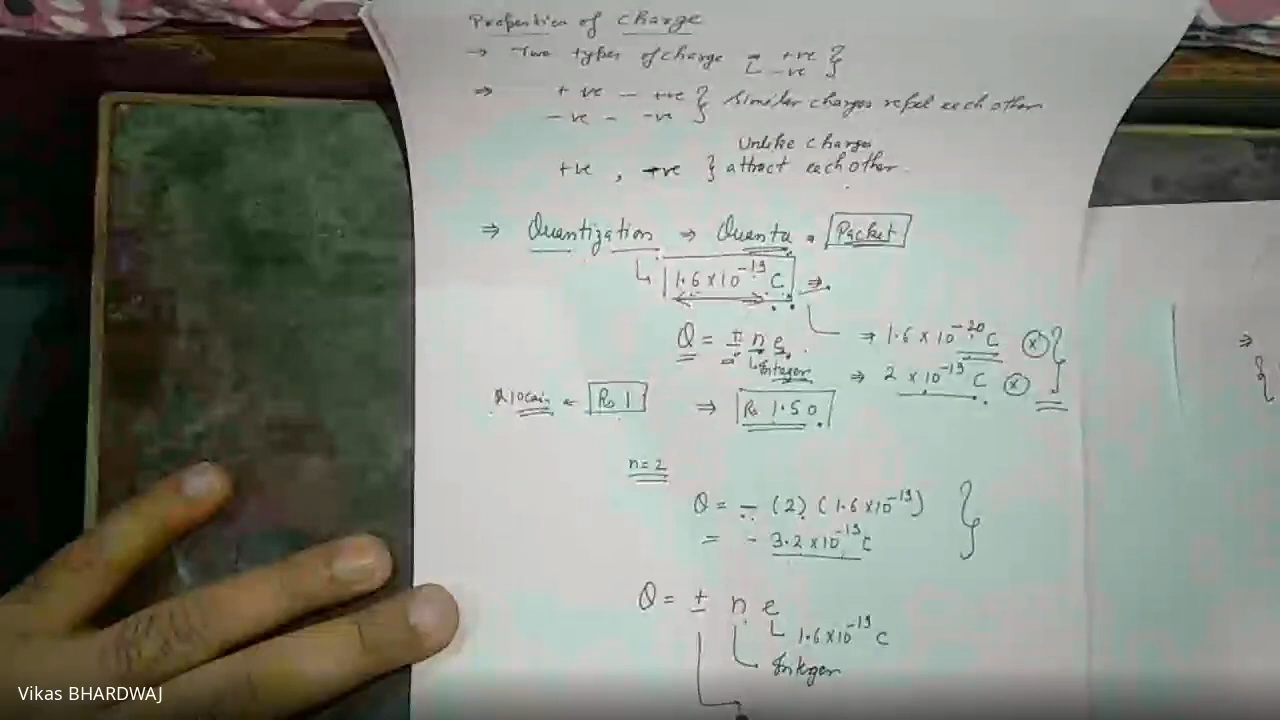 Properties of charge
→ Two types of charge → +ve }
↳ -ve
⇒ +ve - +ve } Similar charges repel each other
-ve - -ve
Unlike charges
+ve , -ve } attract each other
⇒ Quantization ⇒ Quanta = Packet
↳ 1.6 x 10⁻¹⁹ C ⇒
Q = ± n e
→ 1.6 x 10⁻²⁰ C ⊗ }
↳ Integer
⇒ 2 x 10⁻¹⁹ C ⊗
Rs 1 ⇒ Rs 1.50
n = 2
Q = - (2) (1.6 x 10⁻¹⁹) }
= - 3.2 x 10⁻¹⁹ C
Q = ± n e
↳ 1.6 x 10⁻¹⁹ C
Integer
⇒
{
Vikas BHARDWAJ